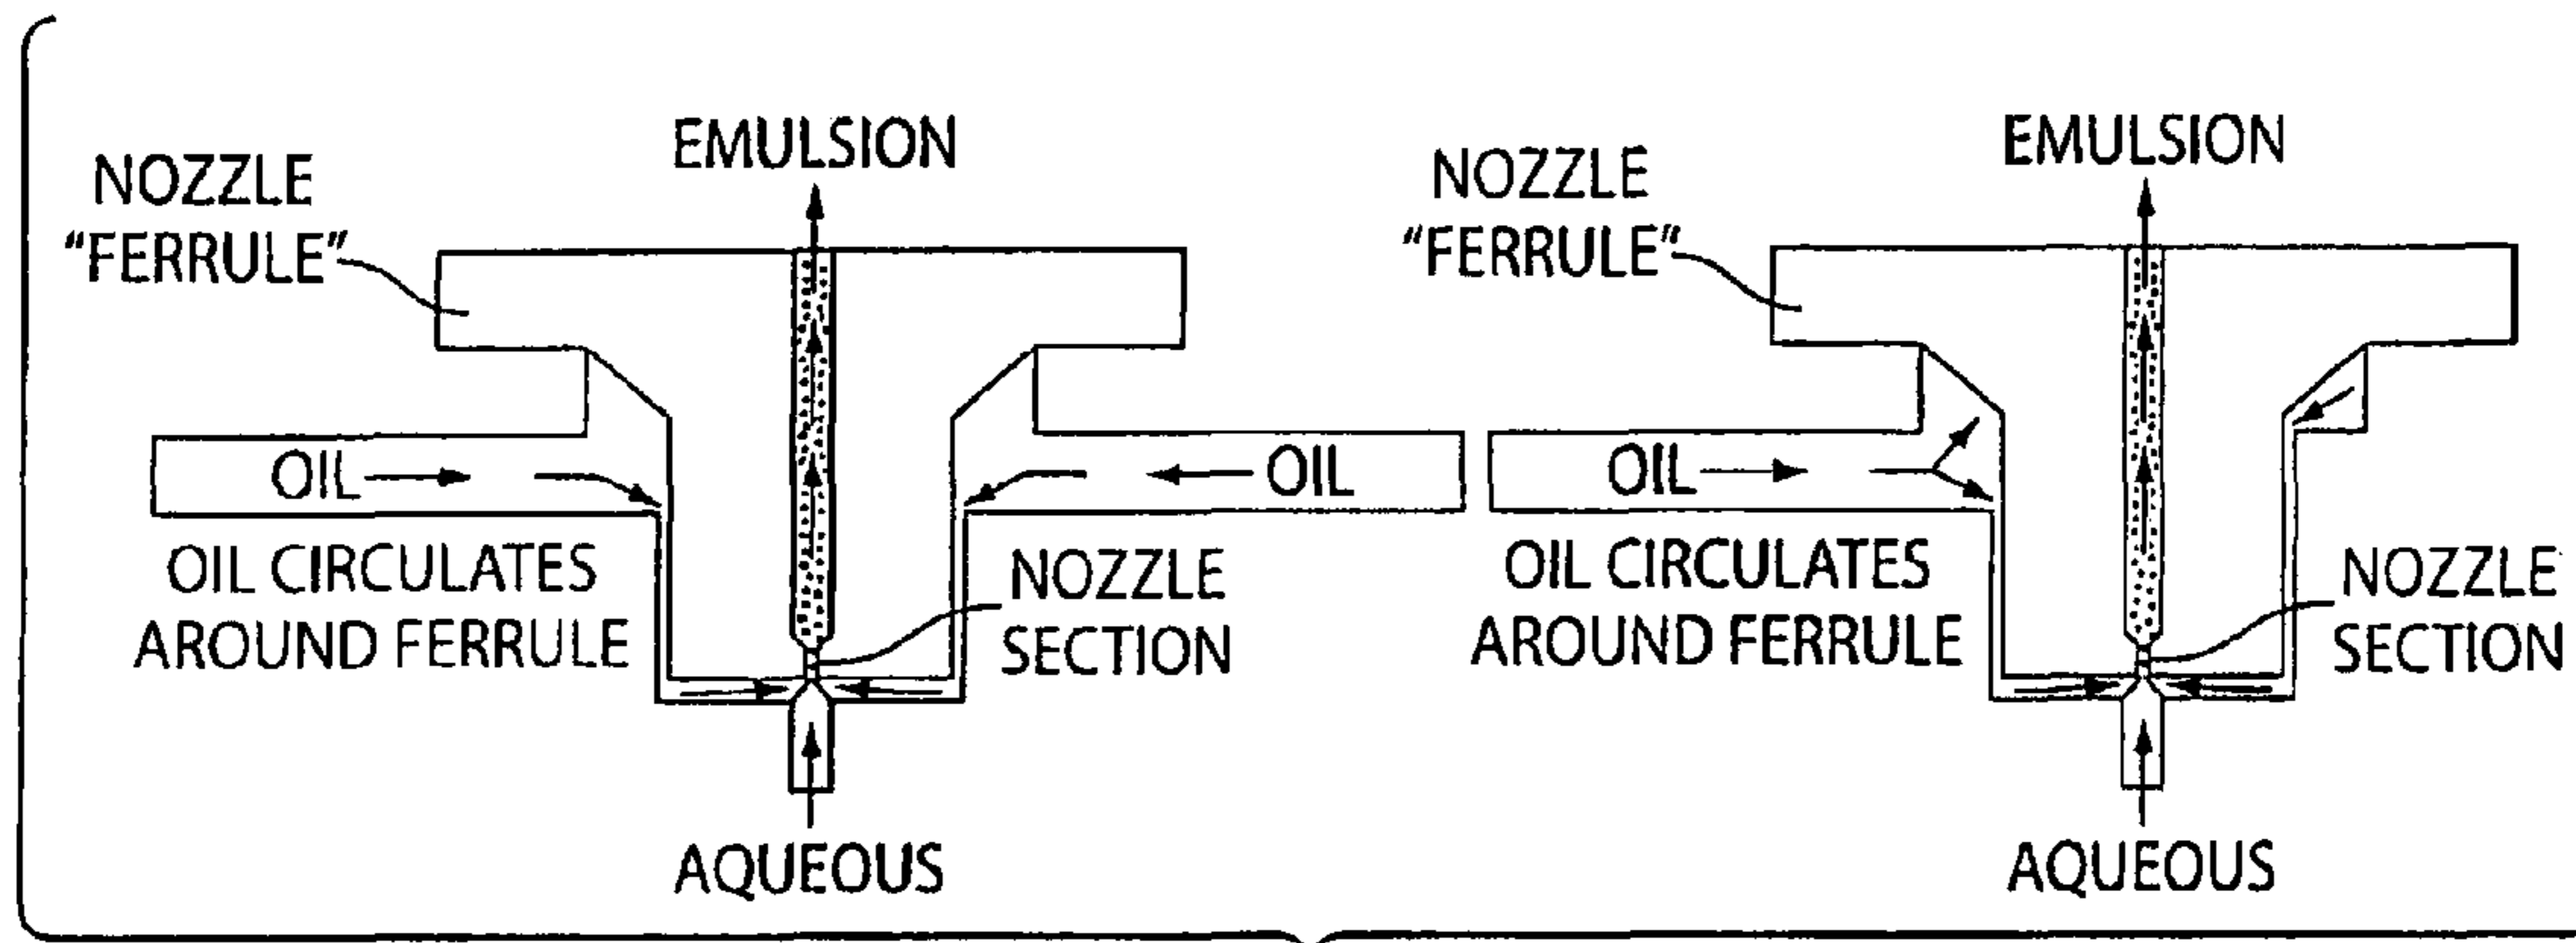 EMULSION
NOZZLE
“FERRULE”
OIL
OIL
OIL CIRCULATES
AROUND FERRULE
NOZZLE
SECTION
AQUEOUS
EMULSION
NOZZLE
“FERRULE”
OIL
OIL CIRCULATES
AROUND FERRULE
NOZZLE
SECTION
AQUEOUS